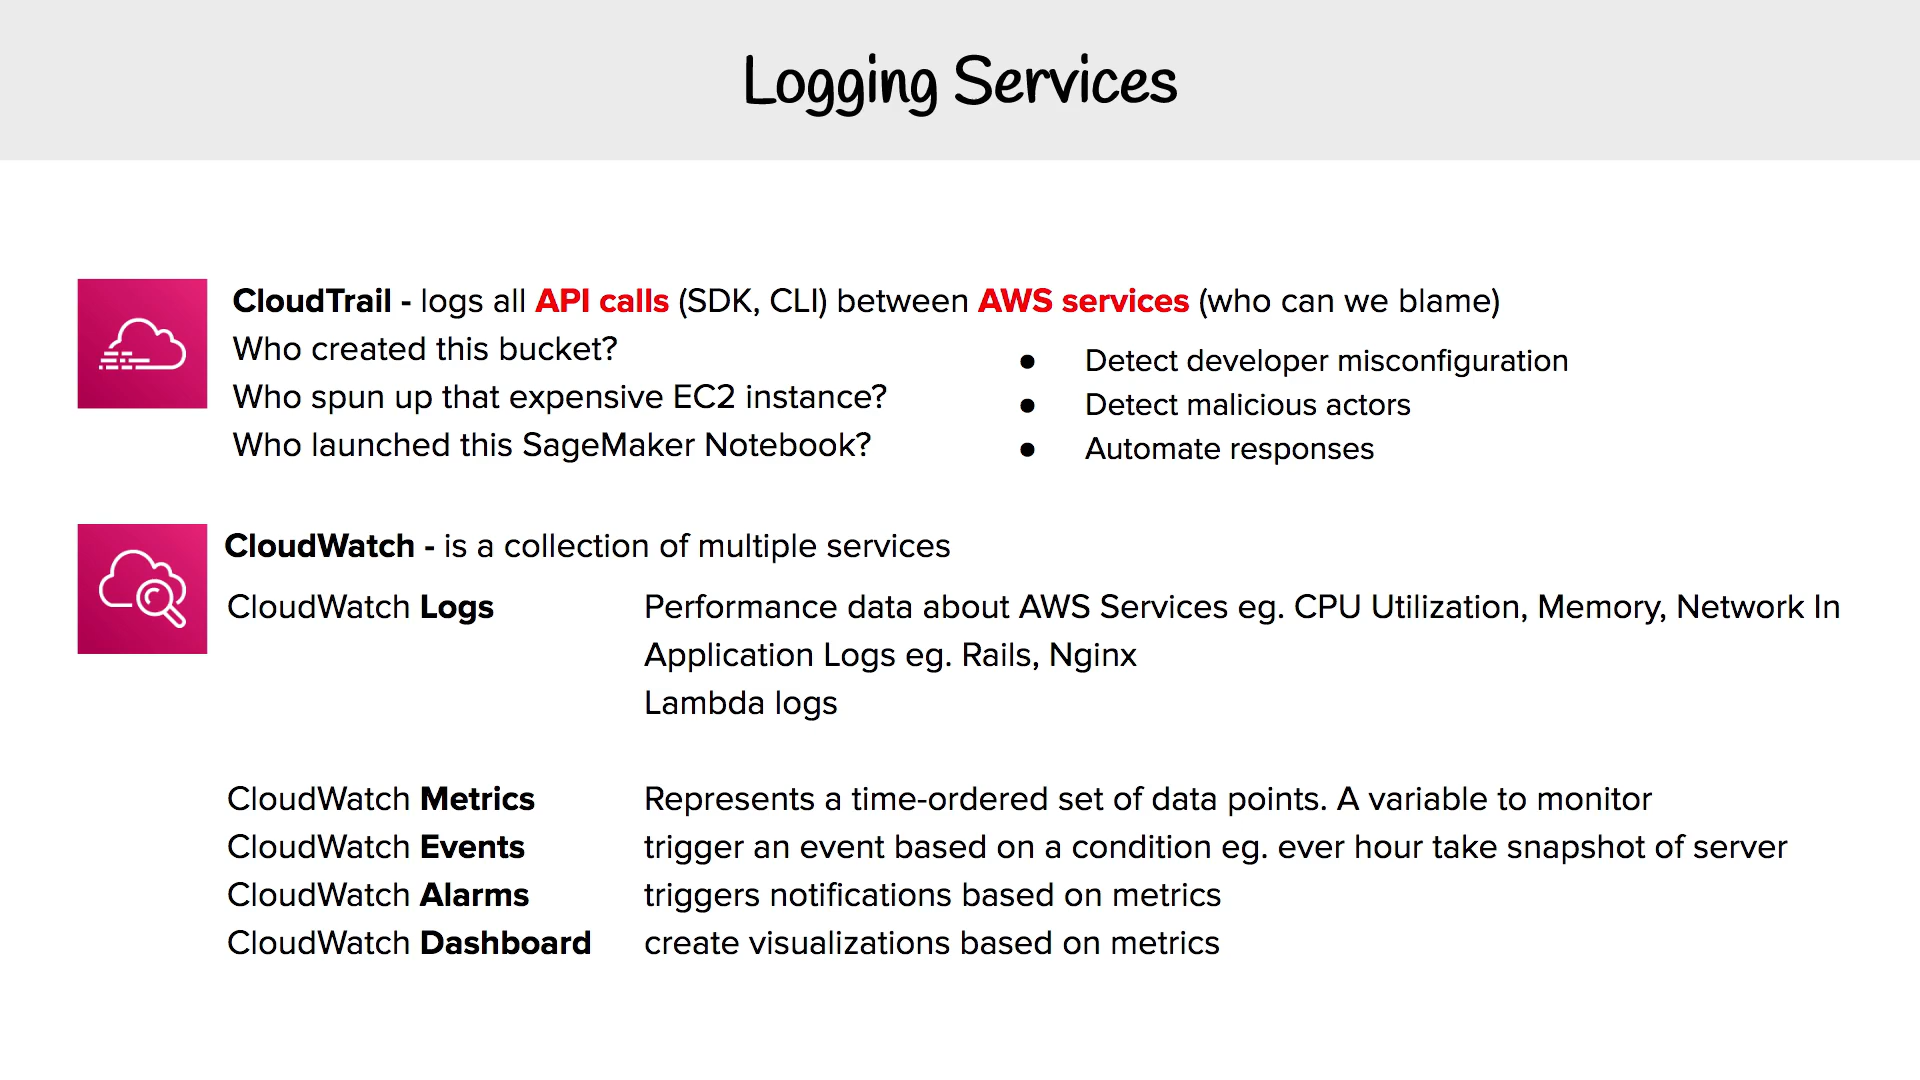 Logging Services
CloudTrail - logs all API calls (SDK, CLI) between AWS services (who can we blame)
Who created this bucket?
Who spun up that expensive EC2 instance?
Who launched this SageMaker Notebook?
● Detect developer misconfiguration
● Detect malicious actors
● Automate responses
CloudWatch - is a collection of multiple services
CloudWatch Logs Performance data about AWS Services eg. CPU Utilization, Memory, Network In
Application Logs eg. Rails, Nginx
Lambda logs
CloudWatch Metrics Represents a time-ordered set of data points. A variable to monitor
CloudWatch Events trigger an event based on a condition eg. ever hour take snapshot of server
CloudWatch Alarms triggers notifications based on metrics
CloudWatch Dashboard create visualizations based on metrics